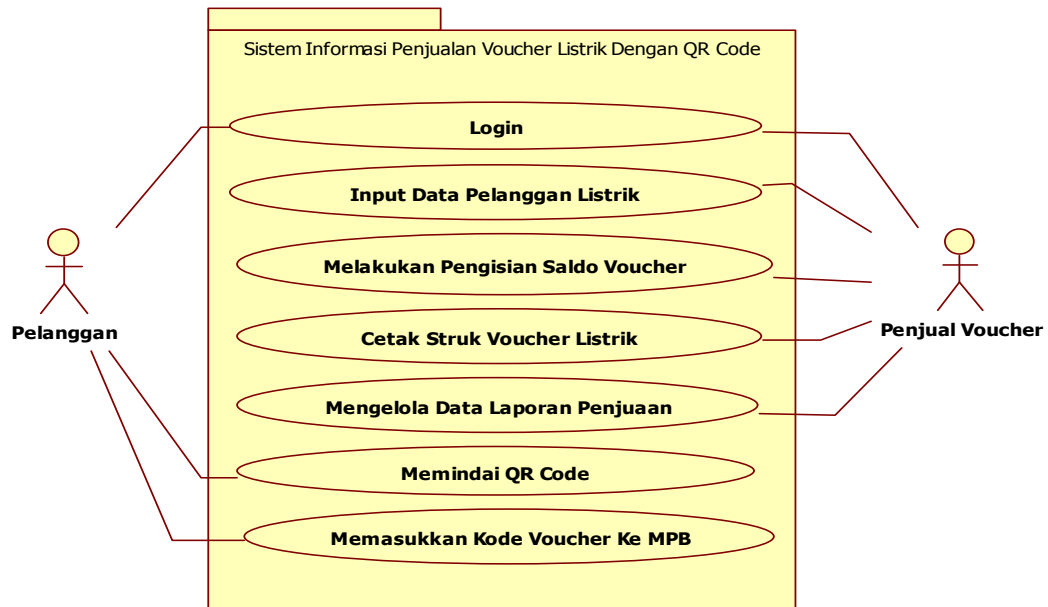 Sistem Informasi Penjualan Voucher Listrik Dengan QR Code
Login
Input Data Pelanggan Listrik
Melakukan Pengisian Saldo Voucher
Pelanggan
Penjual Voucher
Cetak Struk Voucher Listrik
Mengelola Data Laporan Penjuaan
Memindai QR Code
Memasukkan Kode Voucher Ke MPB